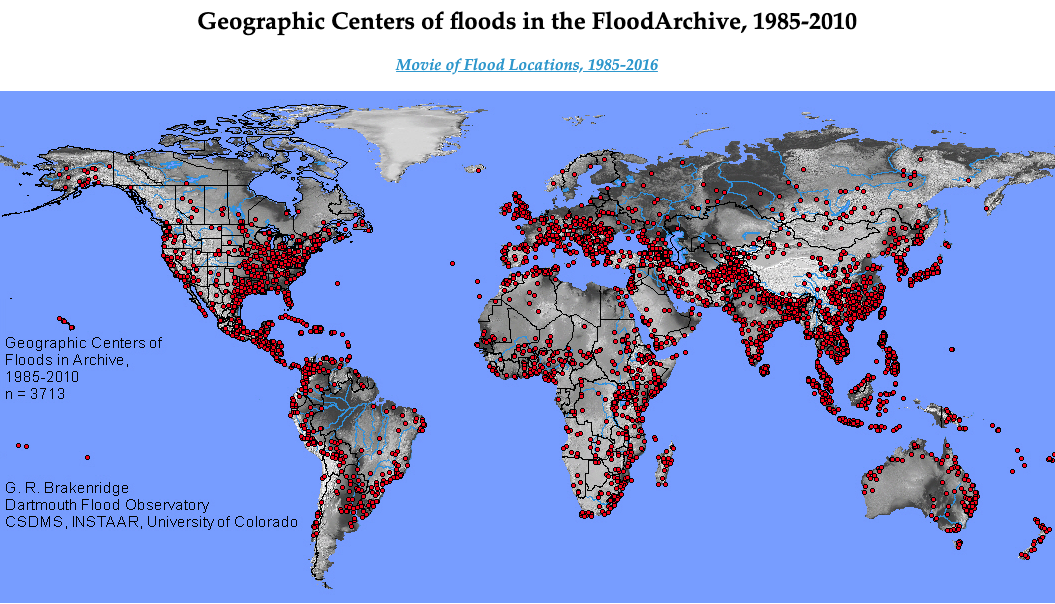 Geographic Centers of floods in the FloodArchive, 1985-2010
Movie of Flood Locations, 1985-2016
Geographic Centers of
Floods in Archive,
1985-2010
n = 3713
G. R. Brakenridge
Dartmouth Flood Observatory
CSDMS, INSTAAR, University of Colorado